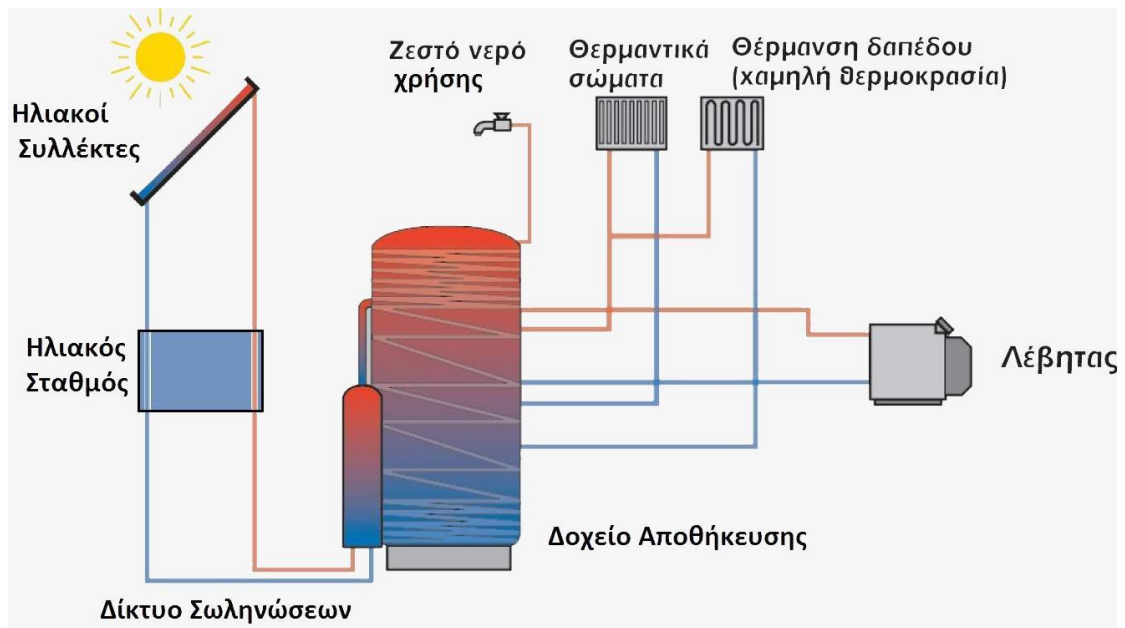 Ζεστό νερό
χρήσης
Θερμαντικά
σώματα
Θέρμανση δαπέδου
(χαμηλή θερμοκρασία)
Ηλιακοί
Συλλέκτες
Ηλιακός
Σταθμός
Λέβητας
Δοχείο Αποθήκευσης
Δίκτυο Σωληνώσεων